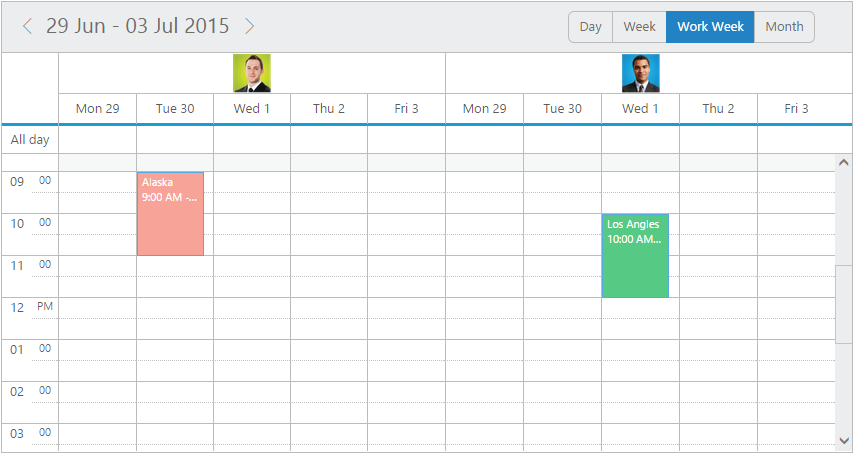 29 Jun - 03 Jul 2015
Day Week Work Week Month
Mon 29 Tue 30 Wed 1 Thu 2 Fri 3 Mon 29 Tue 30 Wed 1 Thu 2 Fri 3
All day
09 00
Alaska
9:00 AM -...
10 00
Los Angles
10:00 AM...
11 00
12 PM
01 00
02 00
03 00